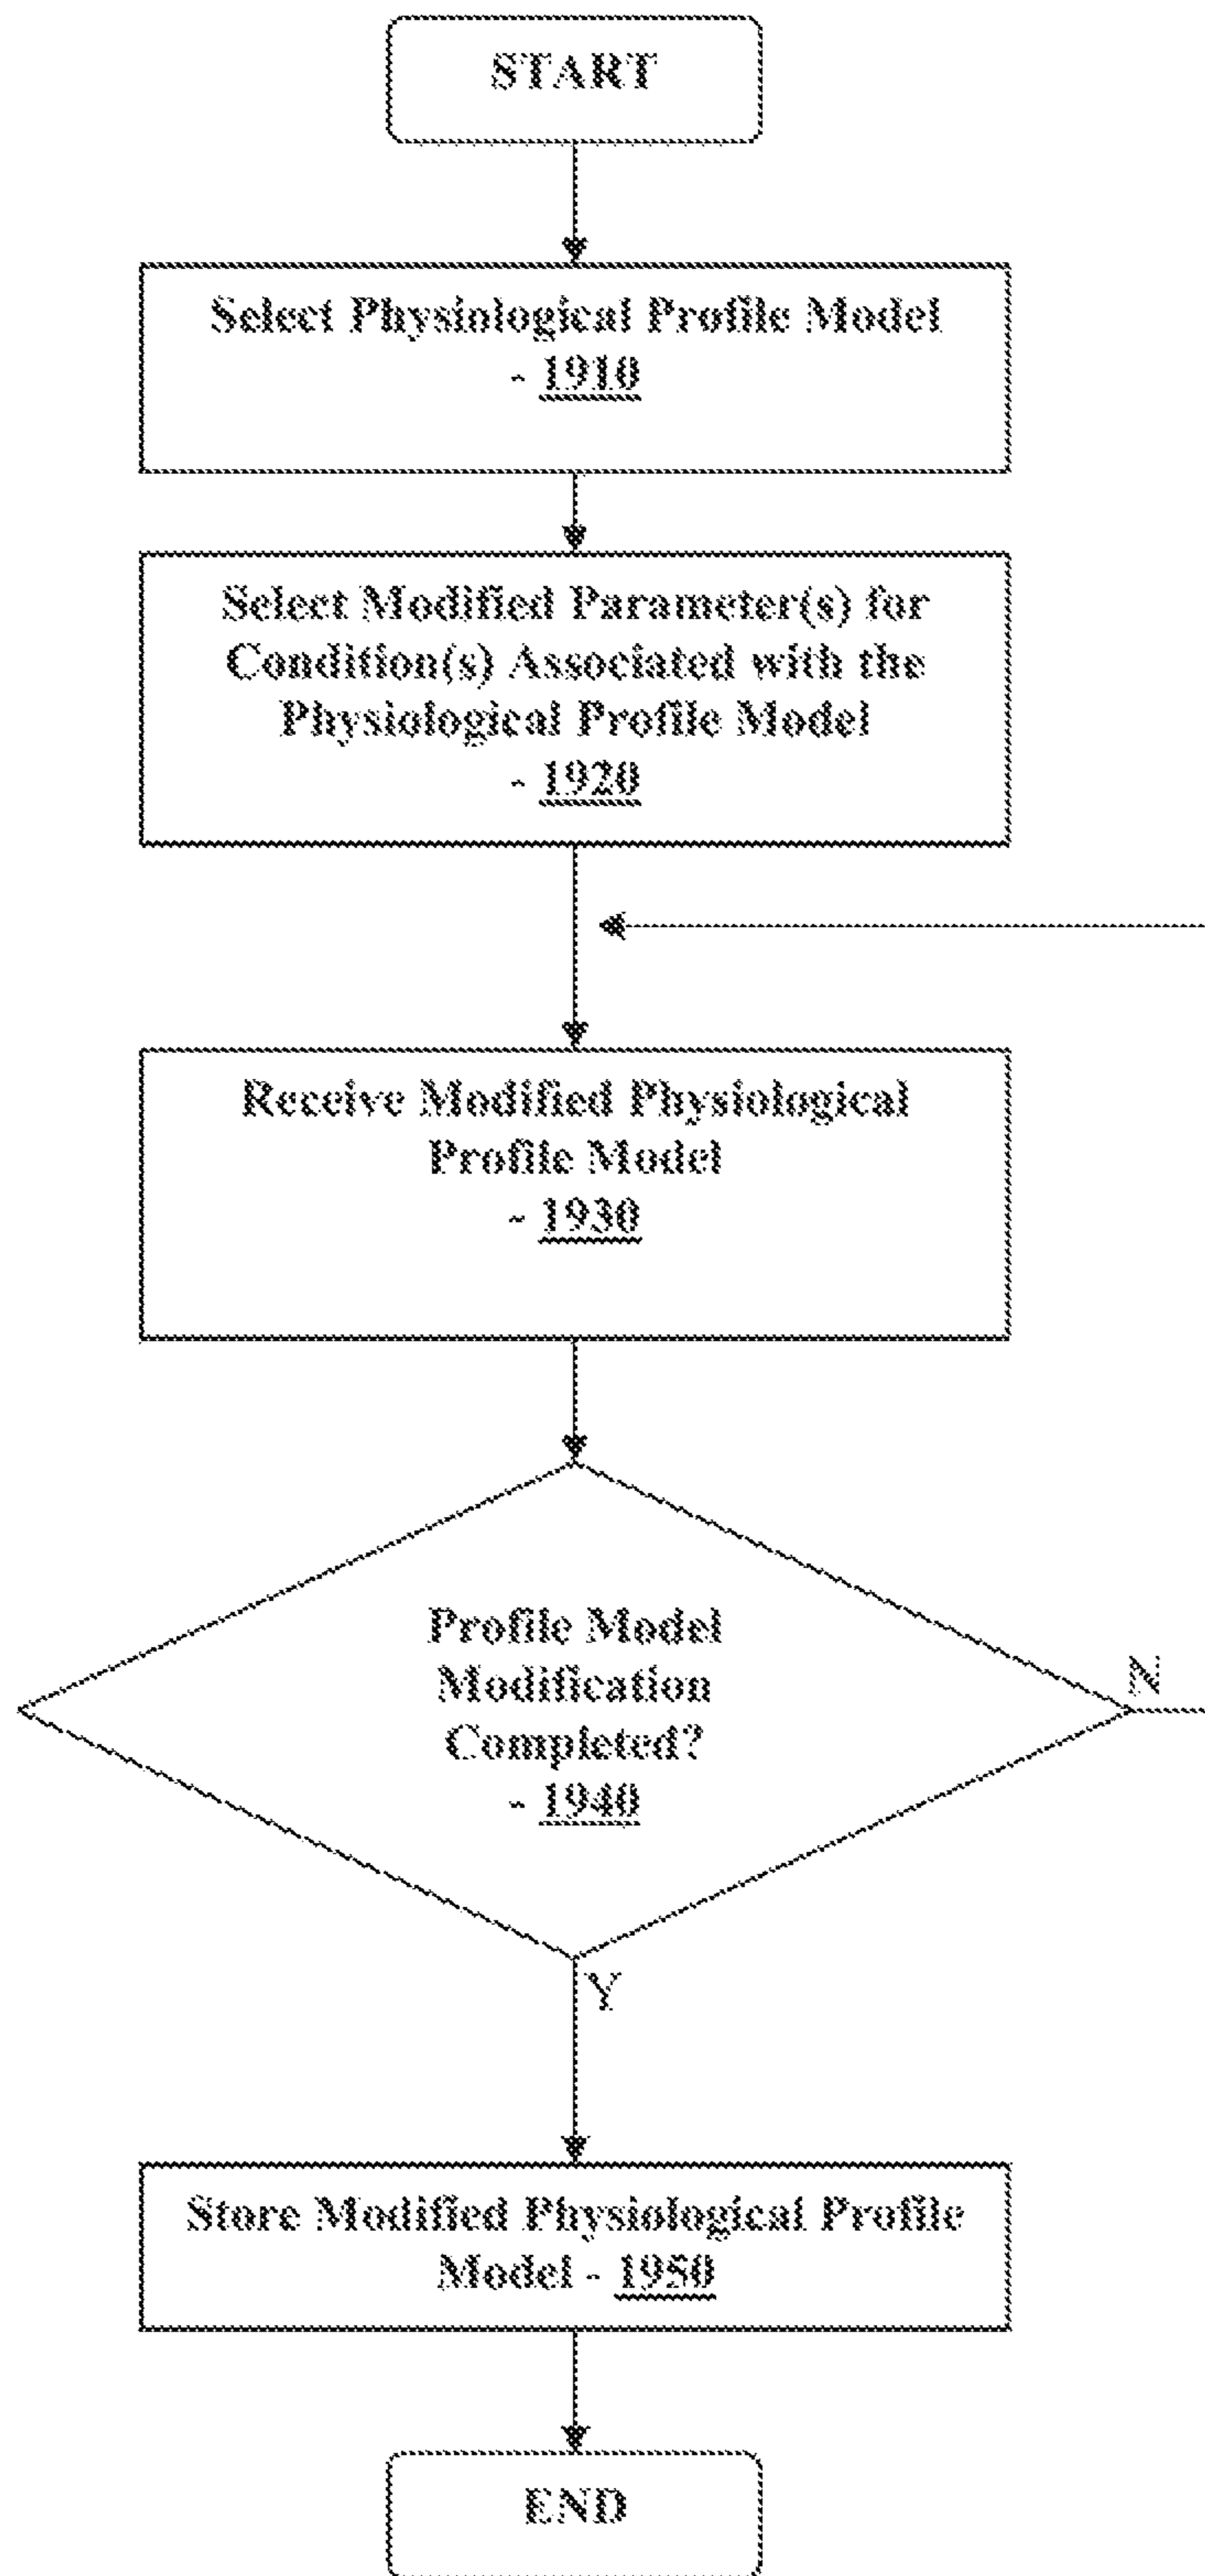 START
Select Physiological Profile Model
- 1910
Select Modified Parameter(s) for
Condition(s) Associated with the
Physiological Profile Model
- 1920
Receive Modified Physiological
Profile Model
- 1930
Profile Model
Modification
Completed?
- 1940
N
Y
Store Modified Physiological Profile
Model - 1950
END